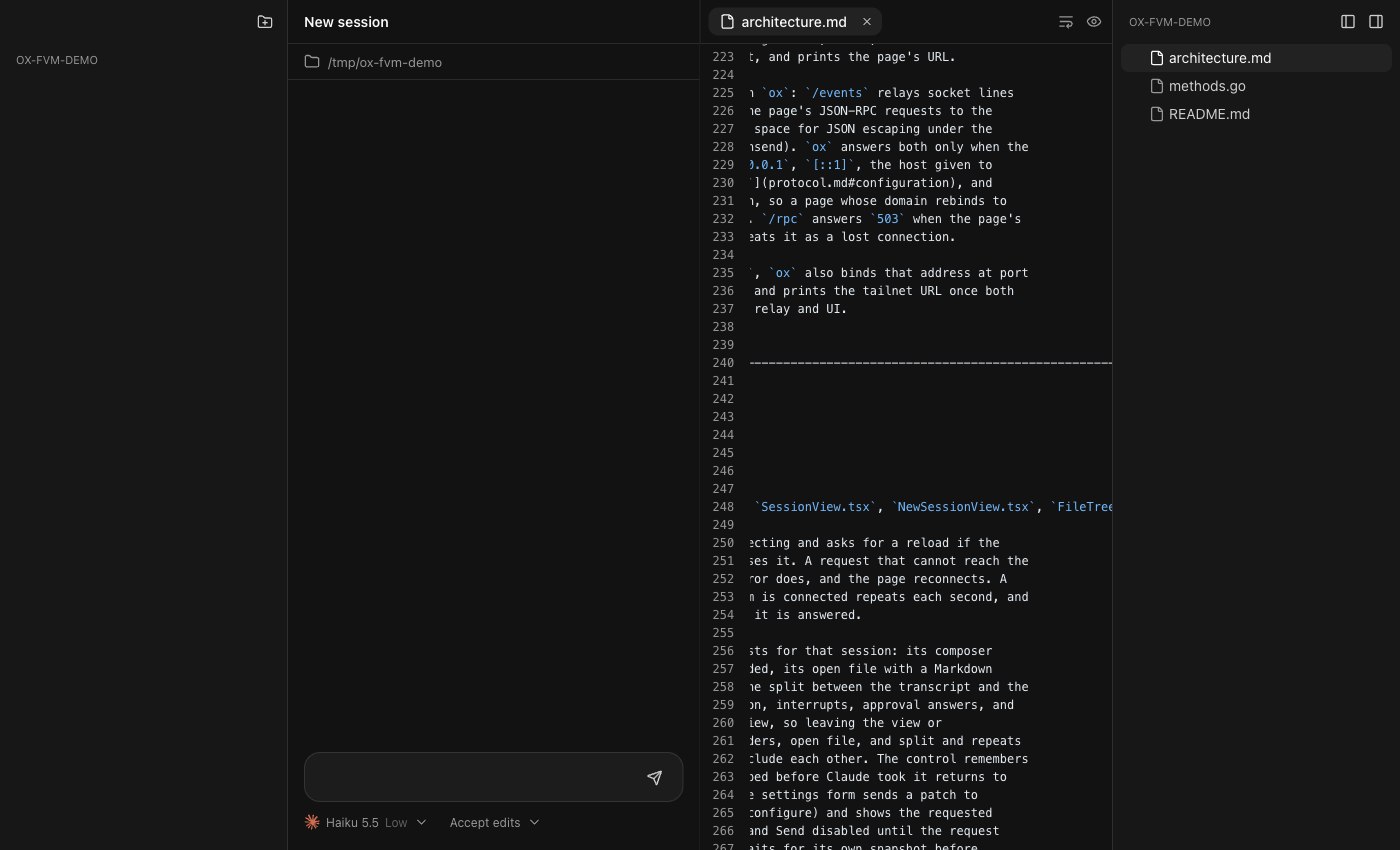 New session
architecture.md
OX-FVM-DEMO
OX-FVM-DEMO
/tmp/ox-fvm-demo
architecture.md
methods.go
README.md
223 t, and prints the page's URL.
224
225 `ox`: `/events` relays socket lines
226 page's JSON-RPC requests to the
227 space for JSON escaping under the
228 nsend). `ox` answers both only when the
229 0.0.1`, `[::1]`, the host given to
230 `](protocol.md#configuration), and
231 so a page whose domain rebinds to
232 . `/rpc` answers `503` when the page's
233 eats it as a lost connection.
234
235 `, `ox` also binds that address at port
236 and prints the tailnet URL once both
237 relay and UI.
238
239
240 ──────────────────────────────────────────────────
241
242
243
244
245
246
247
248 `SessionView.tsx`, `NewSessionView.tsx`, `FileTree
249
250 ecting and asks for a reload if the
251 ses it. A request that cannot reach the
252 ror does, and the page reconnects. A
253 is connected repeats each second, and
254 it is answered.
255
256 sts for that session: its composer
257 ded, its open file with a Markdown
258 split between the transcript and the
259 on, interrupts, approval answers, and
260 iew, so leaving the view or
261 ders, open file, and split and repeats
262 clude each other. The control remembers
263 ped before Claude took it returns to
264 e settings form sends a patch to
265 configure) and shows the requested
266 and Send disabled until the request
267 aits for its own snapshot before
Haiku 5.5 Low
Accept edits